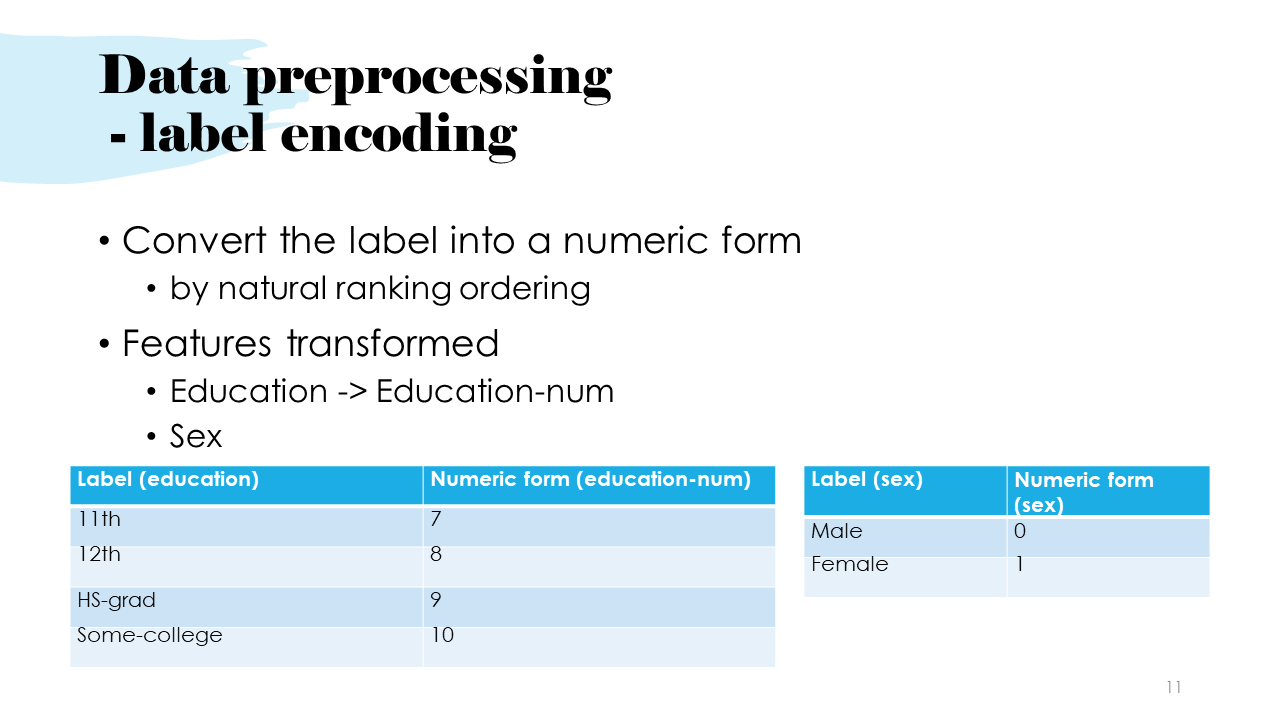 Data preprocessing
- label encoding
• Convert the label into a numeric form
• by natural ranking ordering
• Features transformed
• Education -> Education-num
• Sex
Label (education) Numeric form (education-num)
11th 7
12th 8
HS-grad 9
Some-college 10
Label (sex) Numeric form
(sex)
Male 0
Female 1
11